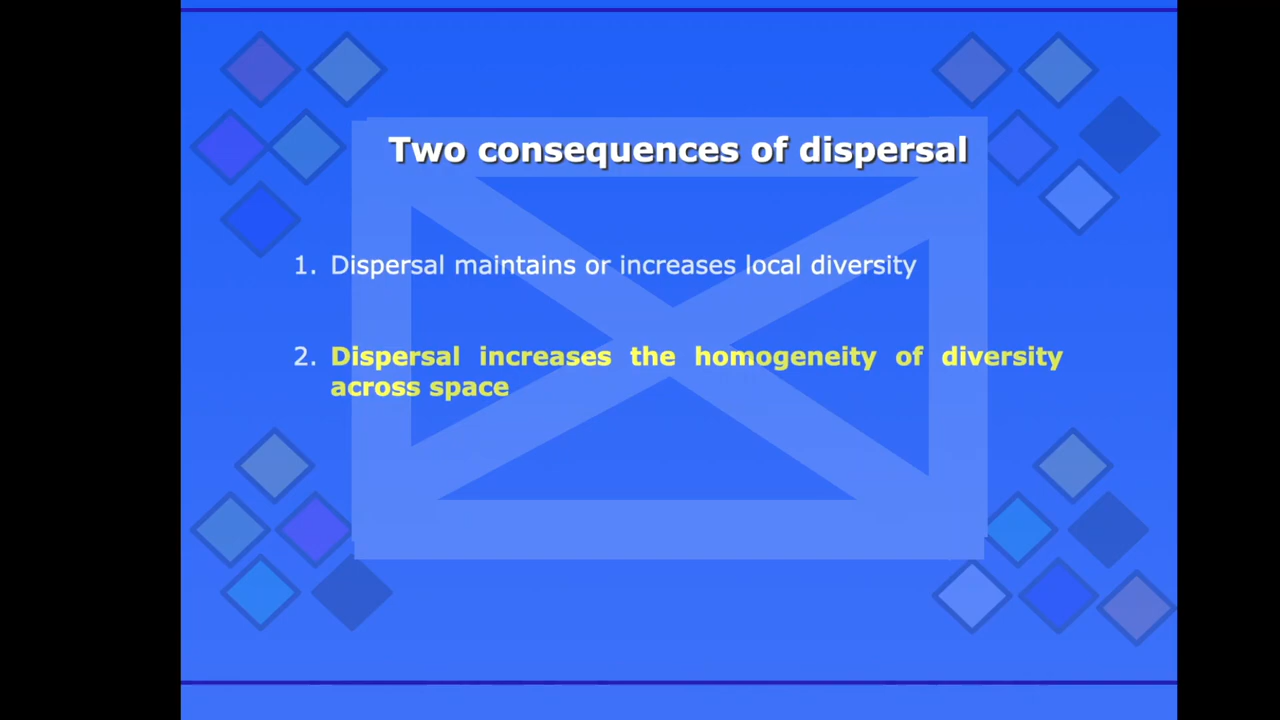 Two consequences of dispersal
1. Dispersal maintains or increases local diversity
2. Dispersal increases the homogeneity of diversity
across space